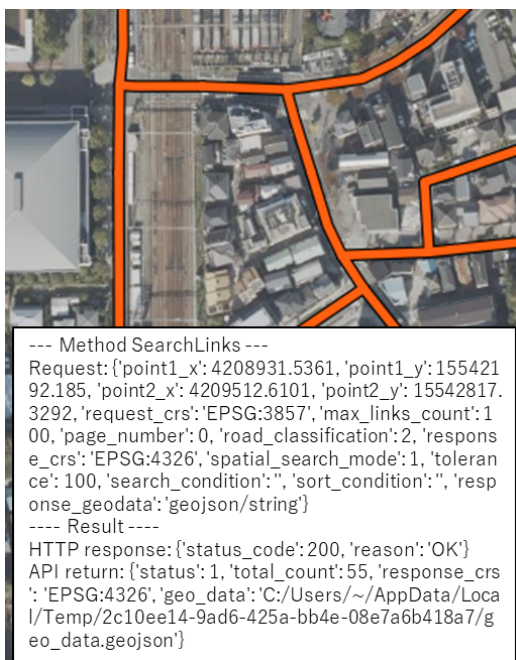 --- Method SearchLinks ---
Request: {'point1_x': 4208931.5361, 'point1_y': 155421
92.185, 'point2_x': 4209512.6101, 'point2_y': 15542817.
3292, 'request_crs': 'EPSG:3857', 'max_links_count': 1
00, 'page_number': 0, 'road_classification': 2, 'respons
e_crs': 'EPSG:4326', 'spatial_search_mode': 1, 'toleran
ce': 100, 'search_condition': '', 'sort_condition': '', 'resp
onse_geodata': 'geojson/string'}
---- Result ----
HTTP response: {'status_code': 200, 'reason': 'OK'}
API return: {'status': 1, 'total_count': 55, 'response_crs
': 'EPSG:4326', 'geo_data': 'C:/Users/~/AppData/Loca
l/Temp/2c10ee14-9ad6-425a-bb4e-08e7a6b418a7/g
eo_data.geojson'}